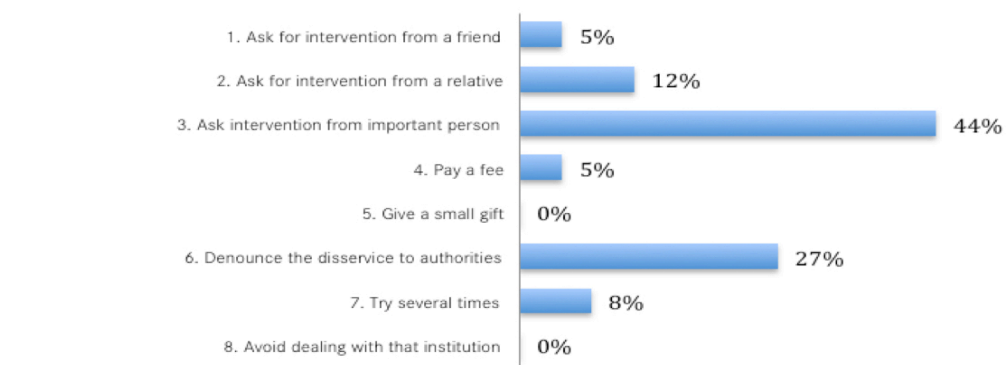 1. Ask for intervention from a friend 5%
2. Ask for intervention from a relative 12%
3. Ask intervention from important person 44%
4. Pay a fee 5%
5. Give a small gift 0%
6. Denounce the disservice to authorities 27%
7. Try several times 8%
8. Avoid dealing with that institution 0%